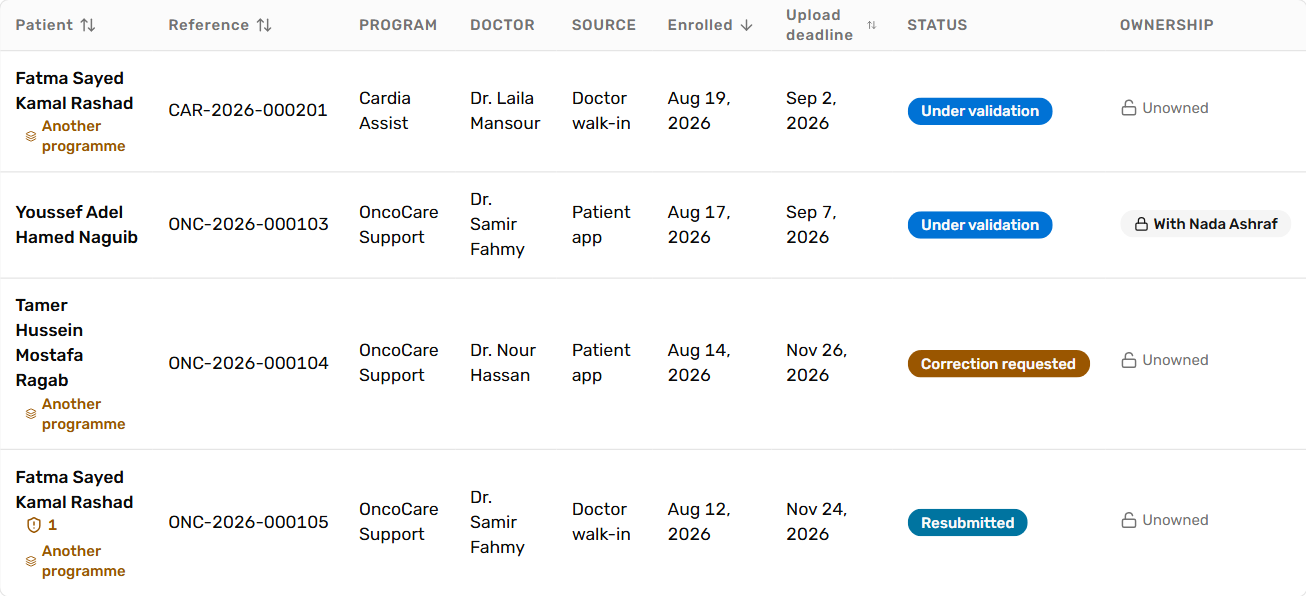 Patient Reference PROGRAM DOCTOR SOURCE Enrolled Upload deadline STATUS OWNERSHIP
Fatma Sayed
Kamal Rashad
Another
programme
CAR-2026-000201
Cardia
Assist
Dr. Laila
Mansour
Doctor
walk-in
Aug 19,
2026
Sep 2,
2026
Under validation
Unowned
Youssef Adel
Hamed Naguib
ONC-2026-000103
OncoCare
Support
Dr.
Samir
Fahmy
Patient
app
Aug 17,
2026
Sep 7,
2026
Under validation
With Nada Ashraf
Tamer
Hussein
Mostafa
Ragab
Another
programme
ONC-2026-000104
OncoCare
Support
Dr. Nour
Hassan
Patient
app
Aug 14,
2026
Nov 26,
2026
Correction requested
Unowned
Fatma Sayed
Kamal Rashad
1
Another
programme
ONC-2026-000105
OncoCare
Support
Dr.
Samir
Fahmy
Doctor
walk-in
Aug 12,
2026
Nov 24,
2026
Resubmitted
Unowned